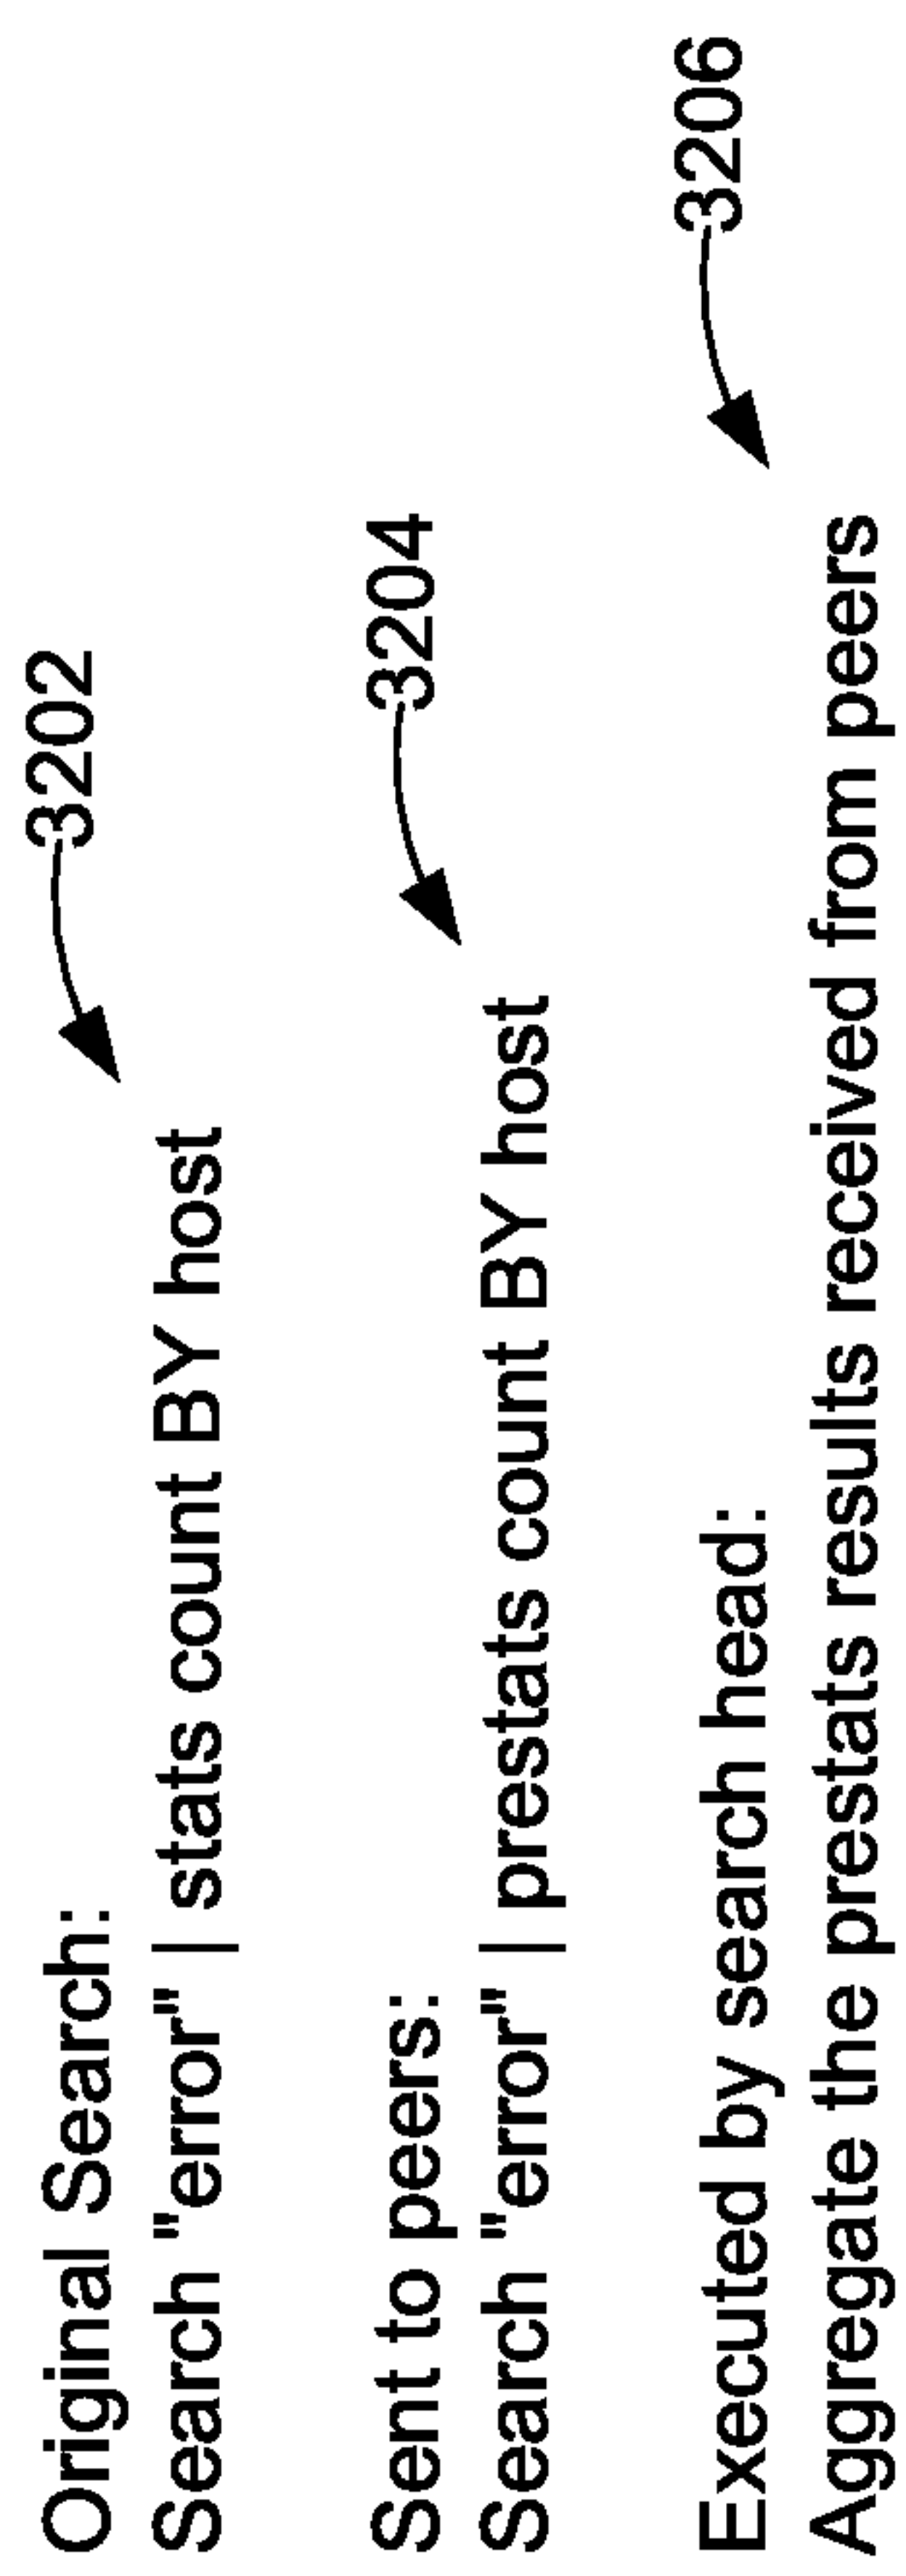 Original Search: 3202
Search "error" | stats count BY host
Sent to peers: 3204
Search "error" | prestats count BY host
Executed by search head: 3206
Aggregate the prestats results received from peers